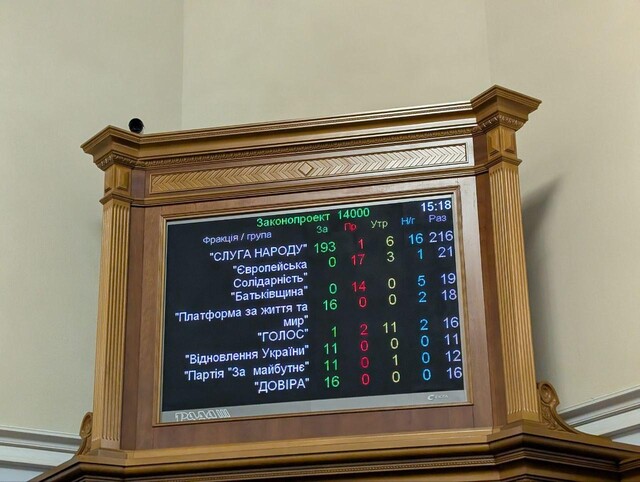 15:18
Законопроект 14000
Фракція / група За Пр Утр Н/г Раз
"СЛУГА НАРОДУ" 193 1 6 16 216
"Європейська
Солідарність" 0 17 3 1 21
"Батьківщина" 0 14 0 5 19
"Платформа за життя та
мир" 16 0 0 2 18
"ГОЛОС" 1 2 11 2 16
"Відновлення України" 11 0 0 0 11
"Партія "За майбутнє" 11 0 1 0 12
"ДОВІРА" 16 0 0 0 16